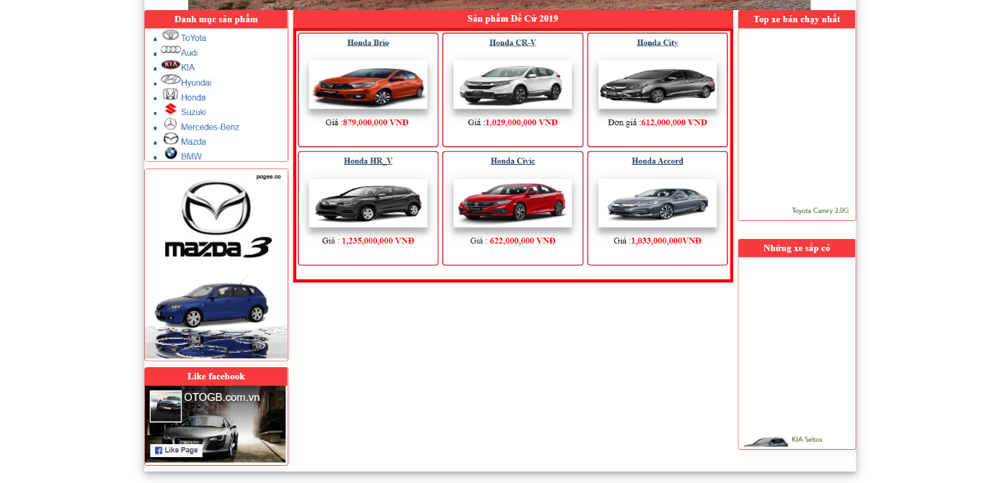 Danh mục sản phẩm
ToYota
Audi
KIA
KIA
Hyundai
Honda
Suzuki
Mercedes-Benz
Mazda
BMW
pogee.co
mazda 3
Like facebook
OTOGB.com.vn
Like Page
Sản phẩm Đề Cử 2019
Honda Brio
Honda CR-V
Honda City
Giá :879,000,000 VNĐ
Giá :1,029,000,000 VNĐ
Đơn giá :612,000,000 VNĐ
Honda HR_V
Honda Civic
Honda Accord
Giá : 1,235,000,000 VNĐ
Giá : 622,000,000 VNĐ
Giá :1,033,000,000VNĐ
Top xe bán chạy nhất
Toyota Camry 2.0G
Những xe sắp có
KIA Seltos